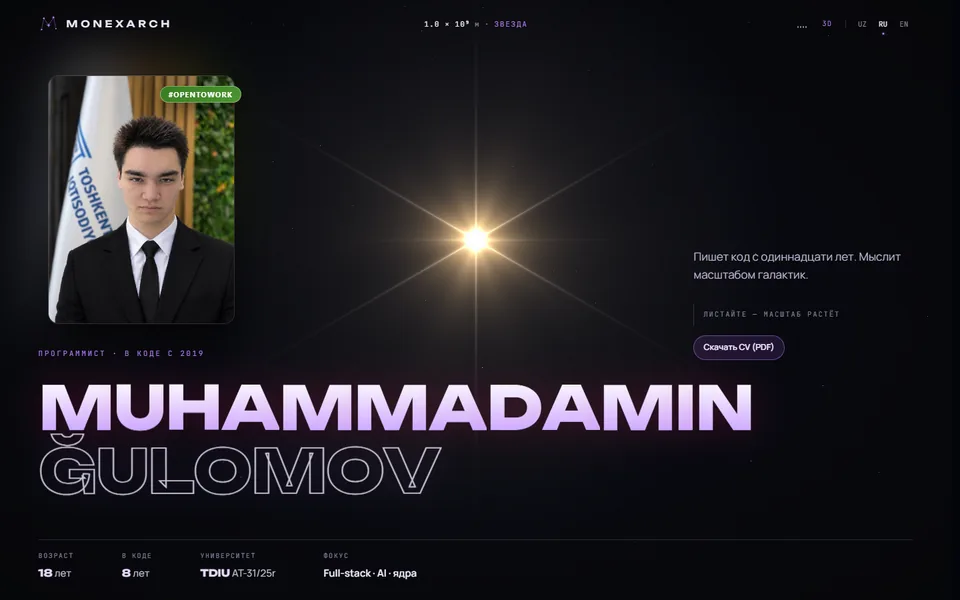 MONEXARCH
1.0 × 10⁹ м · ЗВЕЗДА
3D
UZ
RU
EN
#OPENTOWORK
TOSHKENT
IQTISODIY
Пишет код с одиннадцати лет. Мыслит
масштабом галактик.
ЛИСТАЙТЕ — МАСШТАБ РАСТЁТ
Скачать CV (PDF)
ПРОГРАММИСТ · В КОДЕ С 2019
MUHAMMADAMIN
ĞULOMOV
ВОЗРАСТ
18 лет
В КОДЕ
8 лет
УНИВЕРСИТЕТ
TDIU AT-31/25r
ФОКУС
Full-stack · AI · ядра